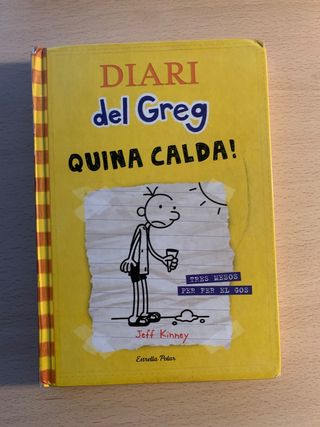 DIARI
del Greg
QUINA CALDA!
TRES MESOS
PER FER EL GOS
Jeff Kinney
Estrella Polar